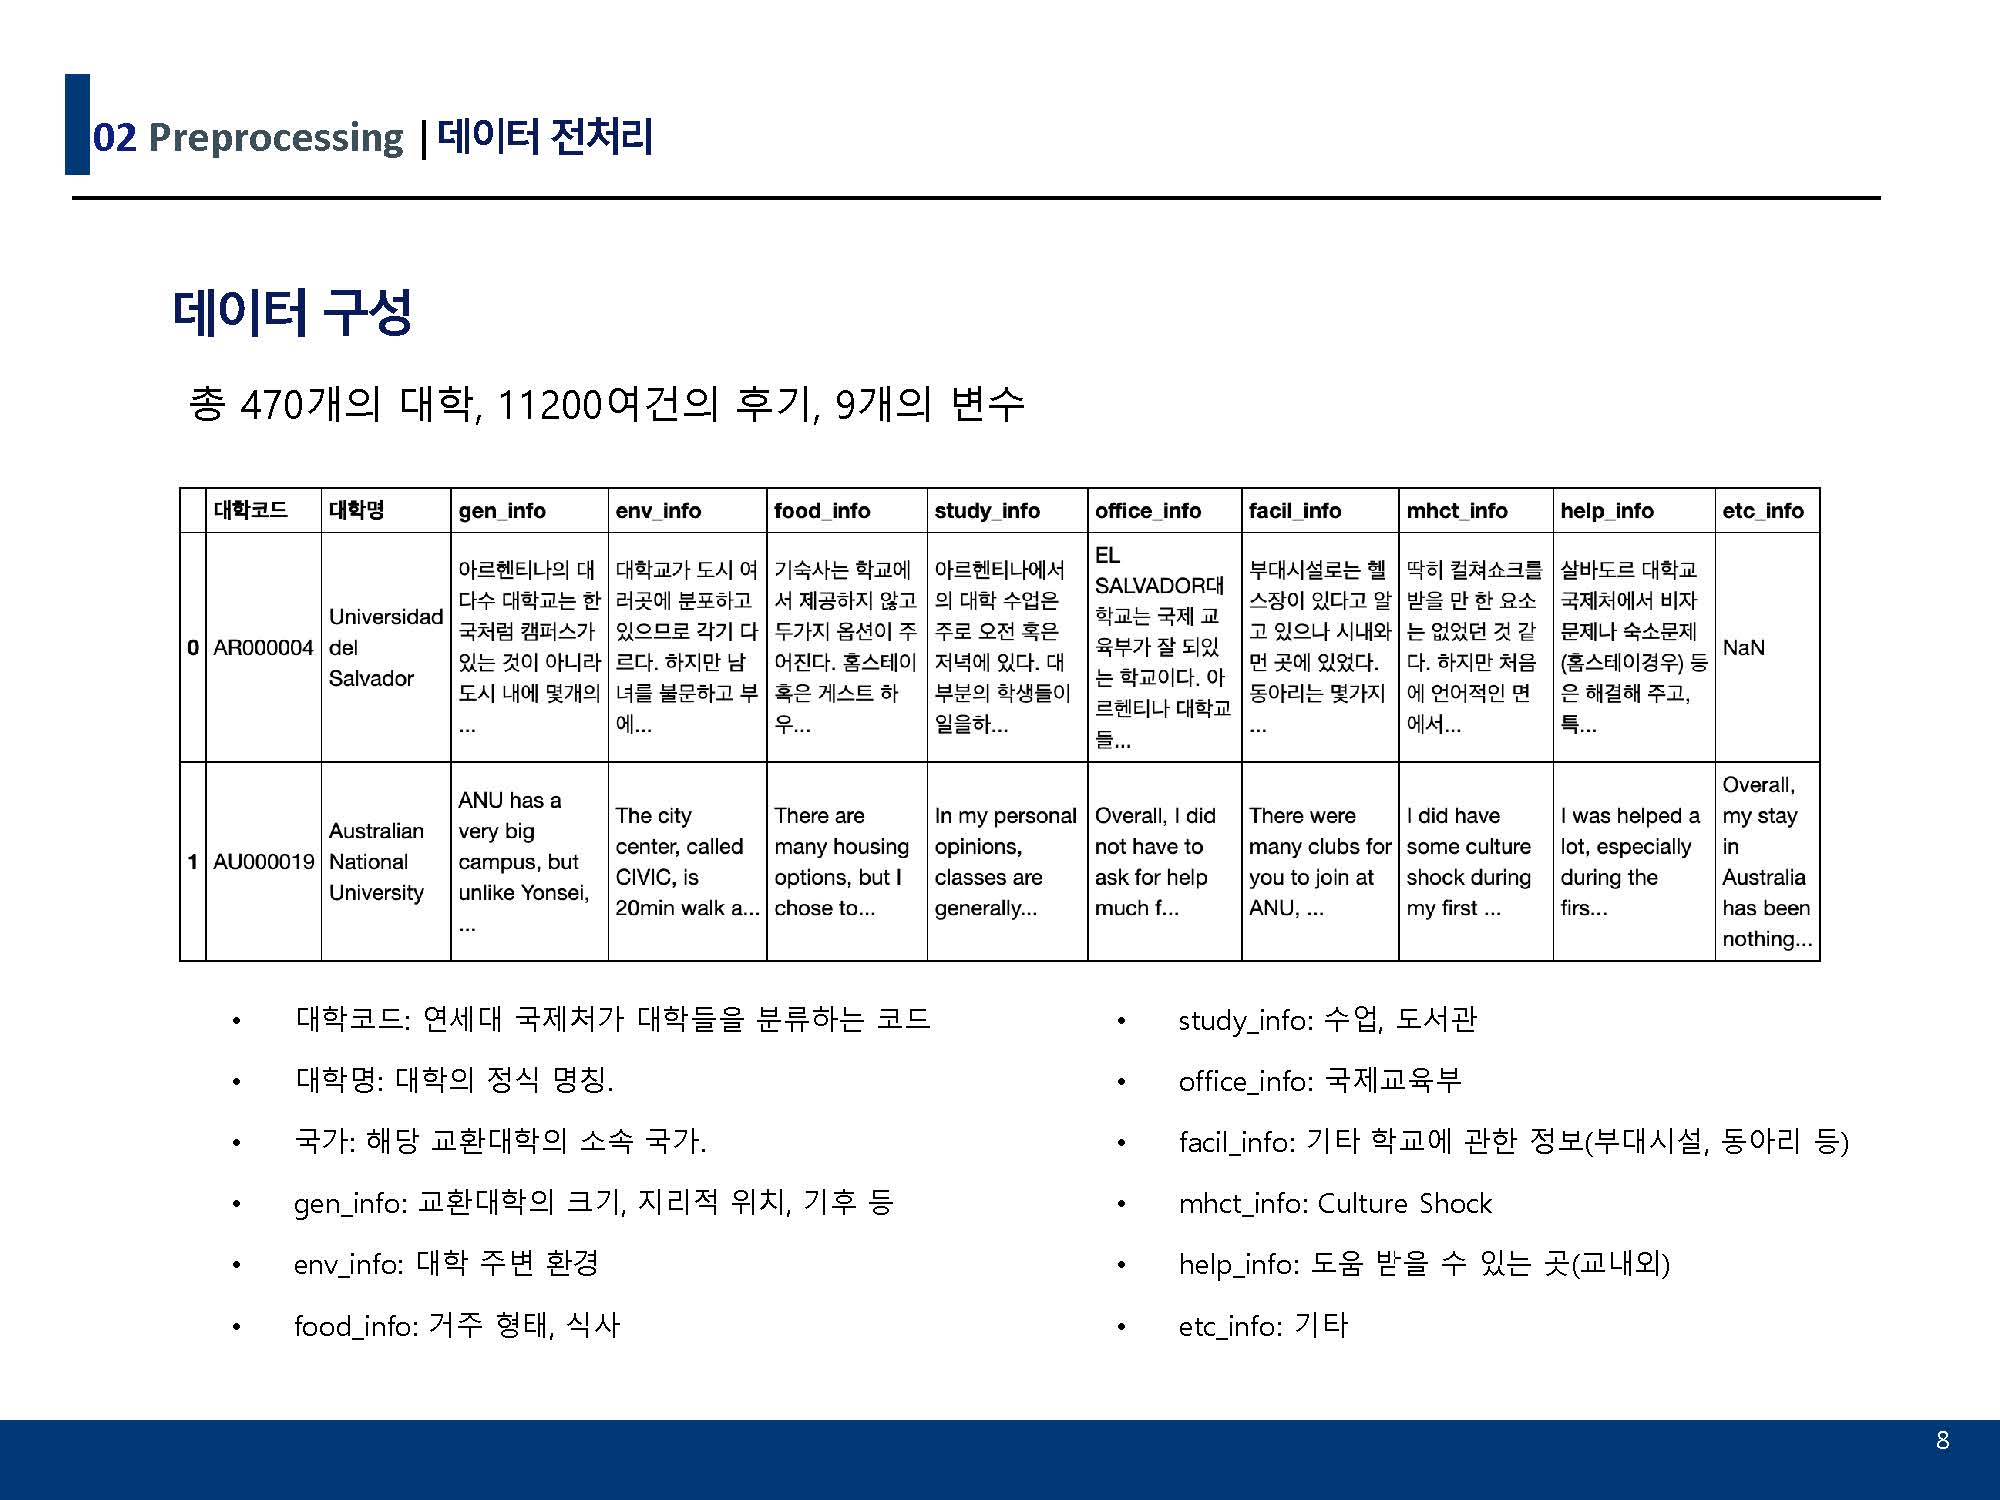 02 Preprocessing |데이터 전처리
데이터 구성
총 470개의 대학, 11200여건의 후기, 9개의 변수
대학코드 대학명 gen_info env_info food_info study_info office_info facil_info mhct_info help_info etc_info
0
AR000004
Universidad
del
Salvador
아르헨티나의 대
다수 대학교는 한
국처럼 캠퍼스가
있는 것이 아니라
도시 내에 몇개의
...
대학교가 도시 여
러곳에 분포하고
있으므로 각기 다
르다. 하지만 남
녀를 불문하고 부
에...
기숙사는 학교에
서 제공하지 않고
두가지 옵션이 주
어진다. 홈스테이
혹은 게스트 하
우...
아르헨티나에서
의 대학 수업은
주로 오전 혹은
저녁에 있다. 대
부분의 학생들이
일을하...
EL
SALVADOR대
학교는 국제 교
육부가 잘 되있
는 학교이다. 아
르헨티나 대학교
들...
부대시설로는 헬
스장이 있다고 알
고 있으나 시내와
먼 곳에 있었다.
동아리는 몇가지
...
딱히 컬쳐쇼크를
받을 만 한 요소
는 없었던 것 같
다. 하지만 처음
에 언어적인 면
에서...
살바도르 대학교
국제처에서 비자
문제나 숙소문제
(홈스테이경우) 등
은 해결해 주고,
특...
NaN
1
AU000019
Australian
National
University
ANU has a
very big
campus, but
unlike Yonsei,
...
The city
center, called
CIVIC, is
20min walk a...
There are
many housing
options, but I
chose to...
In my personal
opinions,
classes are
generally...
Overall, I did
not have to
ask for help
much f...
There were
many clubs for
you to join at
ANU, ...
I did have
some culture
shock during
my first ...
I was helped a
lot, especially
during the
firs...
Overall,
my stay
in
Australia
has been
nothing...
• 대학코드: 연세대 국제처가 대학들을 분류하는 코드
• 대학명: 대학의 정식 명칭.
• 국가: 해당 교환대학의 소속 국가.
• gen_info: 교환대학의 크기, 지리적 위치, 기후 등
• env_info: 대학 주변 환경
• food_info: 거주 형태, 식사
• study_info: 수업, 도서관
• office_info: 국제교육부
• facil_info: 기타 학교에 관한 정보(부대시설, 동아리 등)
• mhct_info: Culture Shock
• help_info: 도움 받을 수 있는 곳(교내외)
• etc_info: 기타
8